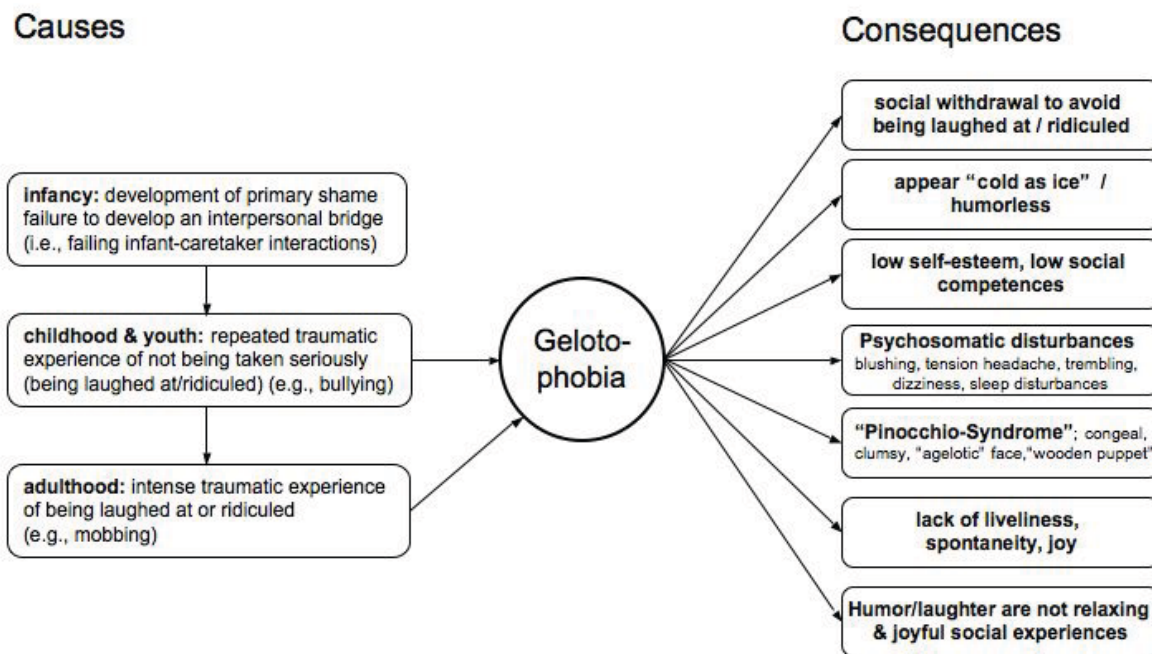 Causes
infancy: development of primary shame
failure to develop an interpersonal bridge
(i.e., failing infant-caretaker interactions)
childhood & youth: repeated traumatic
experience of not being taken seriously
(being laughed at/ridiculed) (e.g., bullying)
adulthood: intense traumatic experience
of being laughed at or ridiculed
(e.g., mobbing)
Geloto-
phobia
Consequences
social withdrawal to avoid
being laughed at / ridiculed
appear “cold as ice” /
humorless
low self-esteem, low social
competences
Psychosomatic disturbances
blushing, tension headache, trembling,
dizziness, sleep disturbances
“Pinocchio-Syndrome”; congeal,
clumsy, "agelotic" face,"wooden puppet"
lack of liveliness,
spontaneity, joy
Humor/laughter are not relaxing
& joyful social experiences